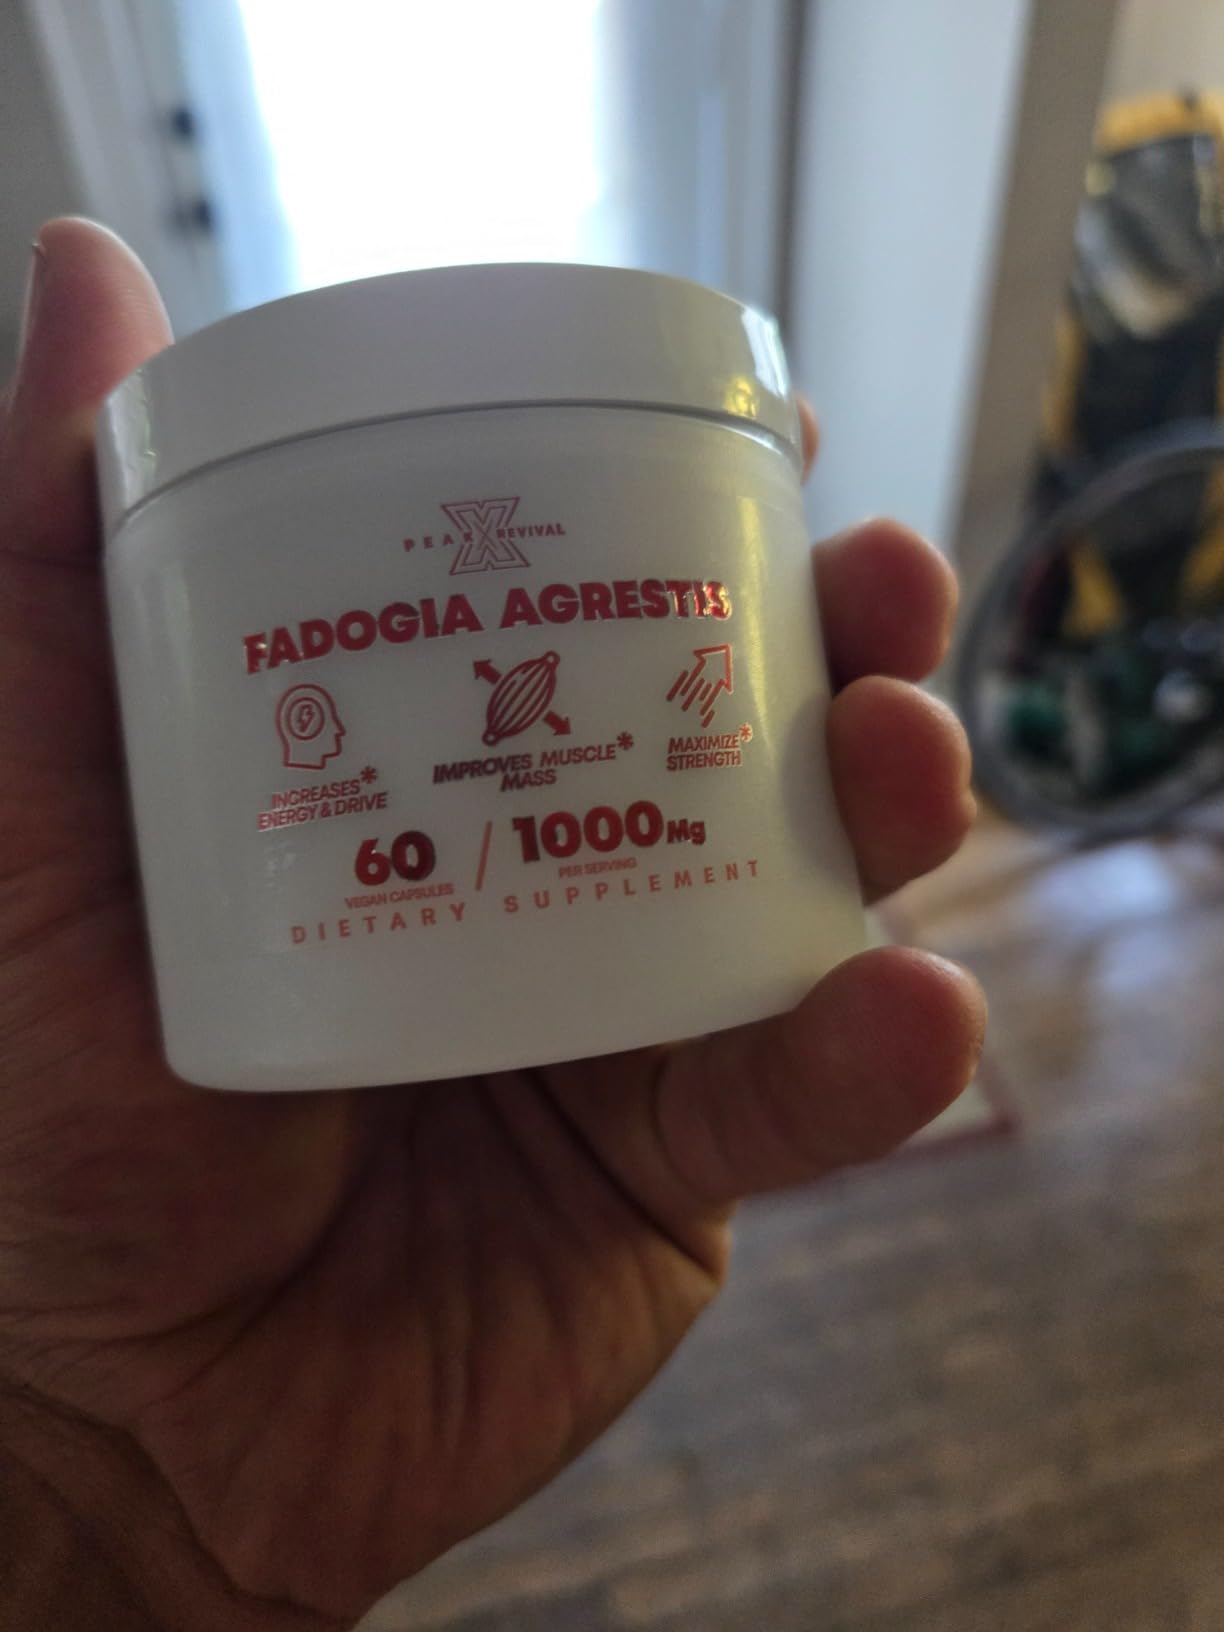 PEAK REVIVAL
FADOGIA AGRESTIS
INCREASES*
ENERGY & DRIVE
IMPROVES MUSCLE*
MASS
MAXIMIZE*
STRENGTH
60 / 1000Mg
VEGAN CAPSULES PER SERVING
DIETARY SUPPLEMENT